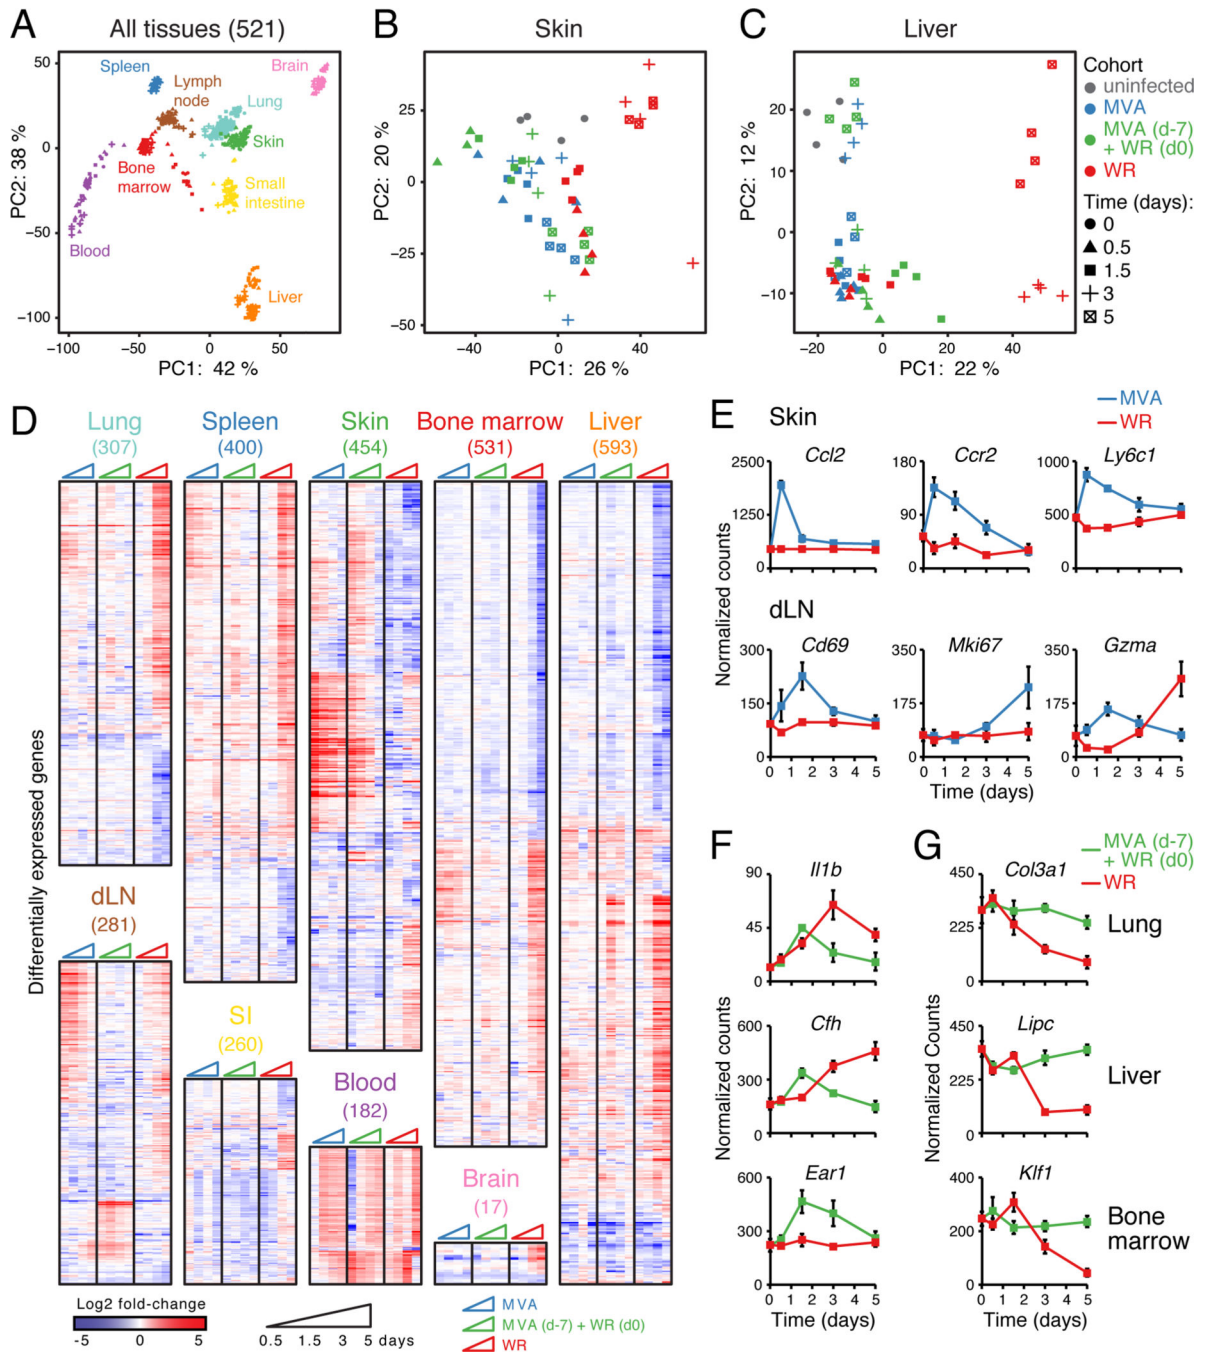 A
All tissues (521)
50
0
−50
−100
−100
−50
0
50
PC2: 38 %
PC1: 42 %
Spleen
Brain
Lymph
node
Lung
Skin
Bone
marrow
Small
intestine
Blood
Liver
B
Skin
25
0
−25
−50
−40
0
40
PC2: 20 %
PC1: 26 %
C
Liver
20
10
0
−10
−20
0
20
40
PC2: 12 %
PC1: 22 %
Cohort
uninfected
MVA
MVA (d-7)
+ WR (d0)
WR
Time (days):
0
0.5
1.5
3
5
D
Lung
(307)
Spleen
(400)
Skin
(454)
Bone marrow
(531)
Liver
(593)
dLN
(281)
SI
(260)
Blood
(182)
Brain
(17)
Differentially expressed genes
Log2 fold-change
-5 0 5
0.5 1.5 3 5 days
MVA
MVA (d-7) + WR (d0)
WR
E
MVA
WR
Skin
Ccl2
2500
1250
0
Ccr2
180
90
0
Ly6c1
1000
500
0
Normalized counts
dLN
Cd69
300
150
0
Mki67
350
175
0
Gzma
350
175
0
0 1 2 3 4 5
0 1 2 3 4 5
0 1 2 3 4 5
Time (days)
F
Il1b
90
45
0
Cfh
600
300
0
Ear1
600
300
0
0 1 2 3 4 5
Normalized counts
Time (days)
G
MVA (d-7)
+ WR (d0)
WR
Col3a1
450
225
0
Lung
Lipc
450
225
0
Liver
Klf1
400
200
0
Bone
marrow
0 1 2 3 4 5
Normalized Counts
Time (days)